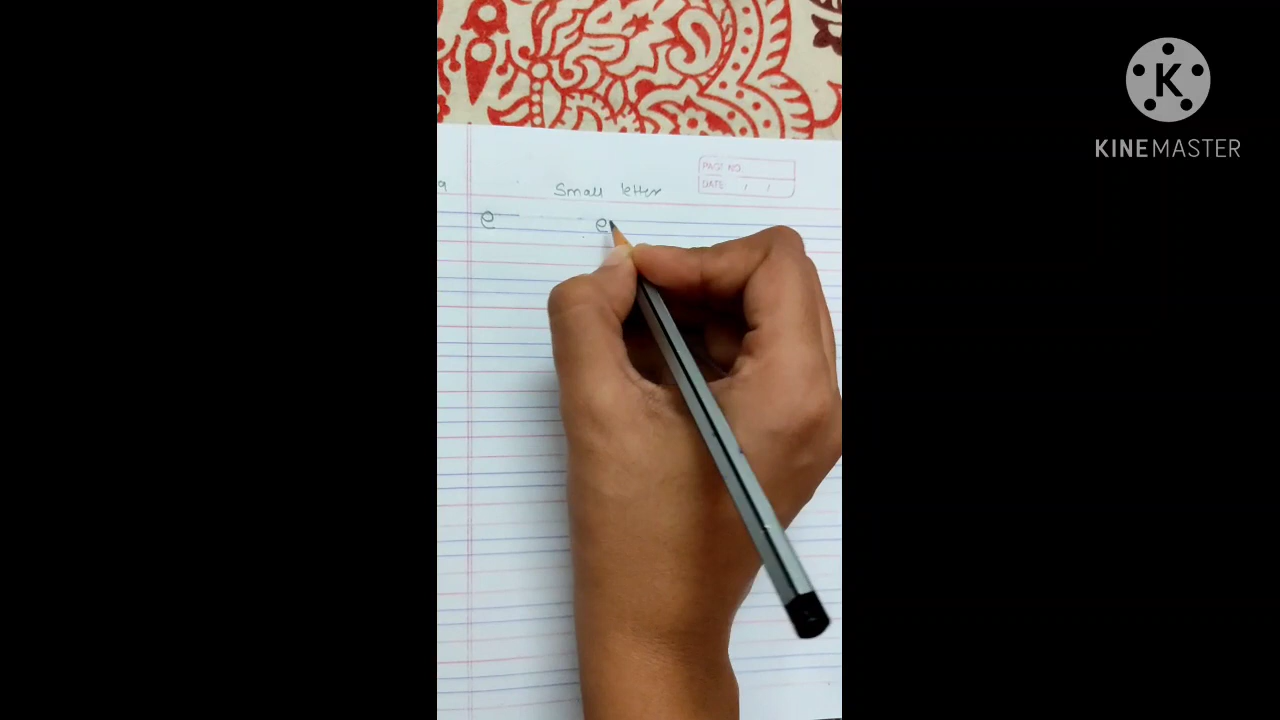 KINEMASTER
PAGE NO.
DATE / /
Small letter
e e